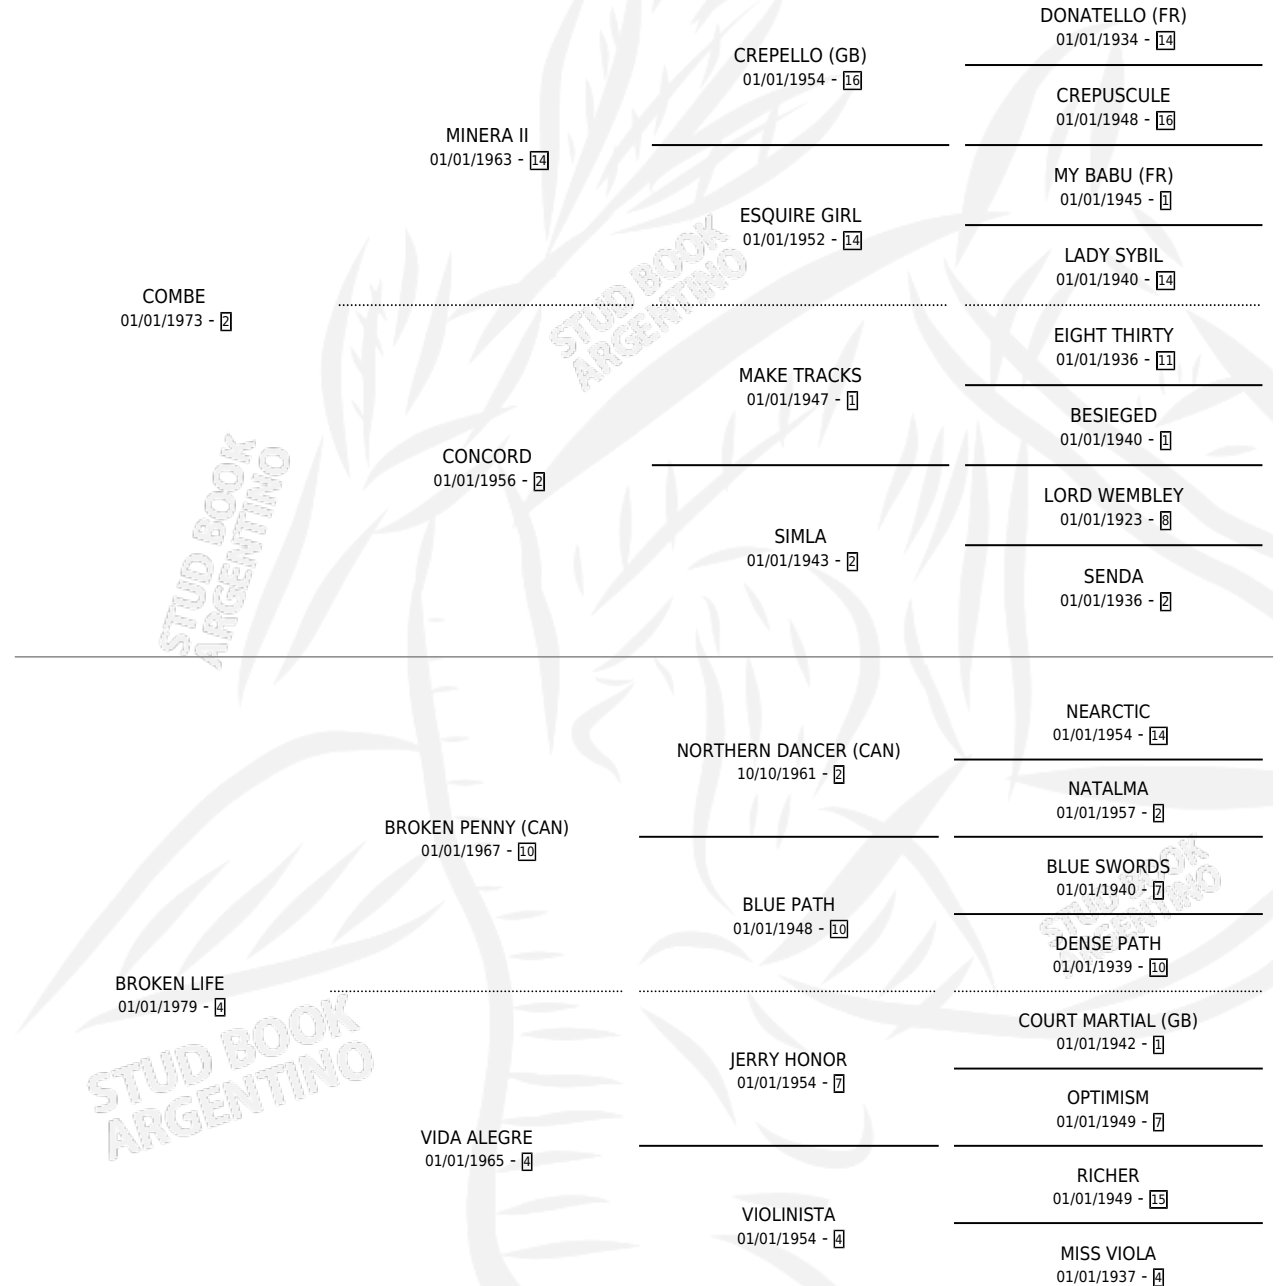 DONATELLO (FR)
01/01/1934 - 14
CREPELLO (GB)
01/01/1954 - 16
CREPUSCULE
01/01/1948 - 16
MINERA II
01/01/1963 - 14
MY BABU (FR)
01/01/1945 - 1
ESQUIRE GIRL
01/01/1952 - 14
LADY SYBIL
01/01/1940 - 14
COMBE
01/01/1973 - 2
EIGHT THIRTY
01/01/1936 - 11
MAKE TRACKS
01/01/1947 - 1
BESIEGED
01/01/1940 - 1
CONCORD
01/01/1956 - 2
LORD WEMBLEY
01/01/1923 - 8
SIMLA
01/01/1943 - 2
SENDA
01/01/1936 - 2
STUD BOOK
ARGENTINO
STUD BOOK
ARGENTINO
NEARCTIC
01/01/1954 - 14
NORTHERN DANCER (CAN)
10/10/1961 - 2
NATALMA
01/01/1957 - 2
BROKEN PENNY (CAN)
01/01/1967 - 10
BLUE SWORDS
01/01/1940 - 7
BLUE PATH
01/01/1948 - 10
DENSE PATH
01/01/1939 - 10
BROKEN LIFE
01/01/1979 - 4
COURT MARTIAL (GB)
01/01/1942 - 1
JERRY HONOR
01/01/1954 - 7
OPTIMISM
01/01/1949 - 7
VIDA ALEGRE
01/01/1965 - 4
RICHER
01/01/1949 - 15
VIOLINISTA
01/01/1954 - 4
MISS VIOLA
01/01/1937 - 4
STUD BOOK
ARGENTINO
STUD BOOK
ARGENTINO